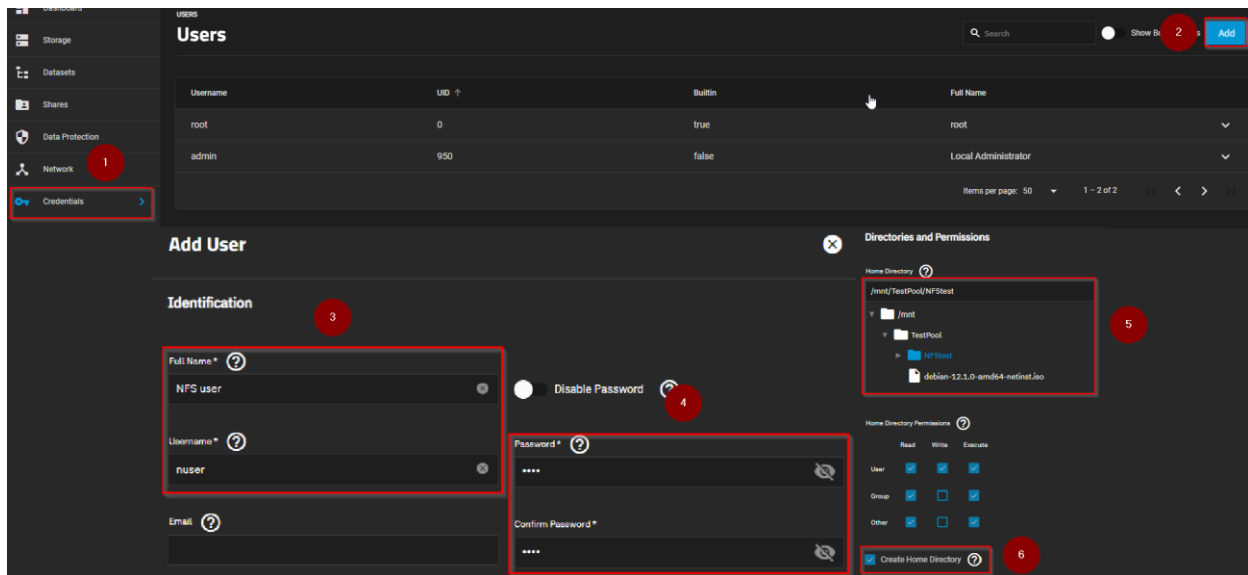 Dashboard
Storage
Datasets
Shares
Data Protection
1
Network
Credentials
USERS
Users
Search
Show Bu
2
s
Add
Username
UID
Builtin
Full Name
root
0
true
root
admin
950
false
Local Administrator
Items per page: 50
1 – 2 of 2
Add User
Identification
3
Full Name *
NFS user
Username *
nuser
Email
Disable Password
4
Password *
••••
Confirm Password *
••••
Directories and Permissions
Home Directory
/mnt/TestPool/NFStest
/mnt
TestPool
NFStest
debian-12.1.0-amd64-netinst.iso
5
Home Directory Permissions
Read Write Execute
User
Group
Other
Create Home Directory
6